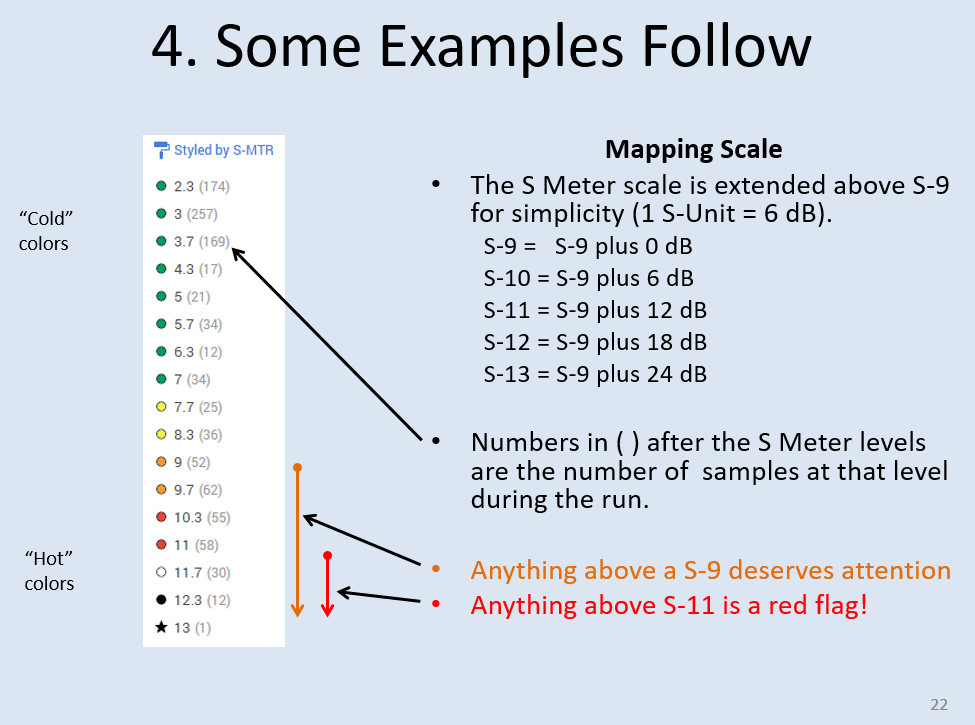 4. Some Examples Follow
“Cold”
colors
Styled by S-MTR
2.3 (174)
3 (257)
3.7 (169)
4.3 (17)
5 (21)
5.7 (34)
6.3 (12)
7 (34)
7.7 (25)
8.3 (36)
9 (52)
9.7 (62)
10.3 (55)
11 (58)
11.7 (30)
12.3 (12)
13 (1)
“Hot”
colors
Mapping Scale
• The S Meter scale is extended above S-9
for simplicity (1 S-Unit = 6 dB).
S-9 = S-9 plus 0 dB
S-10 = S-9 plus 6 dB
S-11 = S-9 plus 12 dB
S-12 = S-9 plus 18 dB
S-13 = S-9 plus 24 dB
• Numbers in ( ) after the S Meter levels
are the number of samples at that level
during the run.
• Anything above a S-9 deserves attention
• Anything above S-11 is a red flag!
22